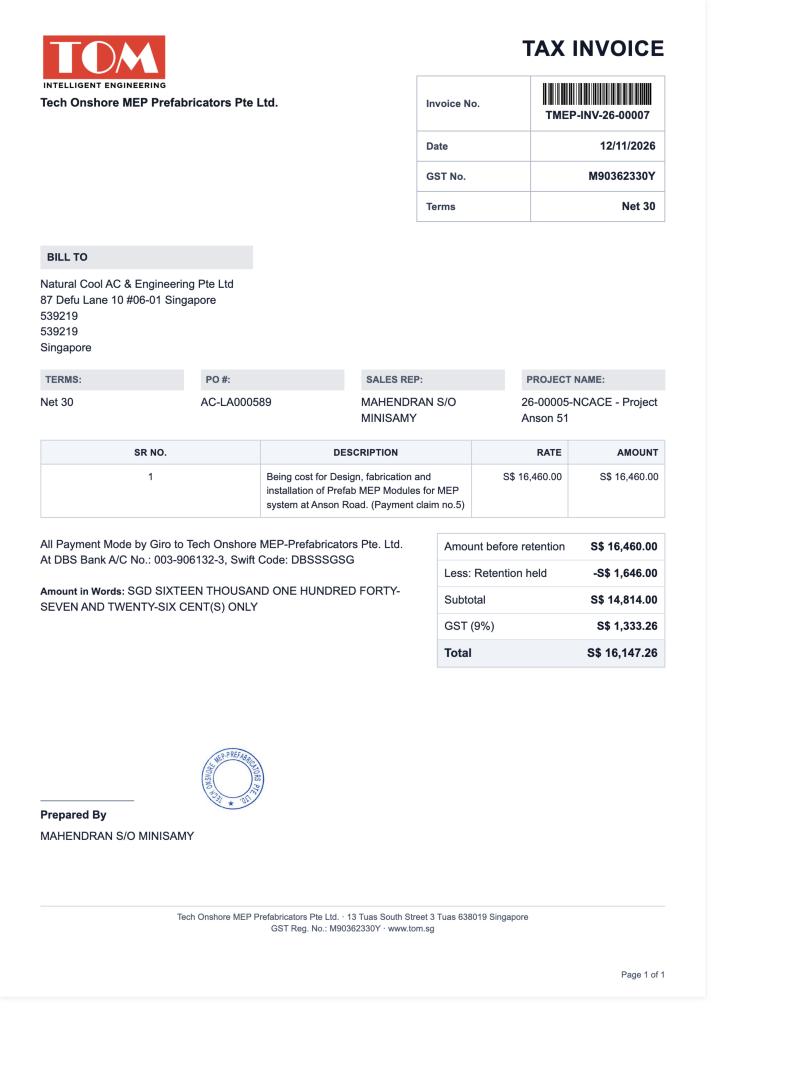 TOM
INTELLIGENT ENGINEERING
Tech Onshore MEP Prefabricators Pte Ltd.
TAX INVOICE
Invoice No. TMEP-INV-26-00007
Date 12/11/2026
GST No. M90362330Y
Terms Net 30
BILL TO
Natural Cool AC & Engineering Pte Ltd
87 Defu Lane 10 #06-01 Singapore
539219
539219
Singapore
TERMS: PO #: SALES REP: PROJECT NAME:
Net 30 AC-LA000589 MAHENDRAN S/O 26-00005-NCACE - Project
MINISAMY Anson 51
SR NO. DESCRIPTION RATE AMOUNT
1 Being cost for Design, fabrication and S$ 16,460.00 S$ 16,460.00
installation of Prefab MEP Modules for MEP
system at Anson Road. (Payment claim no.5)
All Payment Mode by Giro to Tech Onshore MEP-Prefabricators Pte. Ltd.
At DBS Bank A/C No.: 003-906132-3, Swift Code: DBSSSGSG
Amount in Words: SGD SIXTEEN THOUSAND ONE HUNDRED FORTY-
SEVEN AND TWENTY-SIX CENT(S) ONLY
Amount before retention S$ 16,460.00
Less: Retention held -S$ 1,646.00
Subtotal S$ 14,814.00
GST (9%) S$ 1,333.26
Total S$ 16,147.26
TECH ONSHORE MEP-PREFABRICATORS PTE. LTD.
Prepared By
MAHENDRAN S/O MINISAMY
Tech Onshore MEP Prefabricators Pte Ltd. · 13 Tuas South Street 3 Tuas 638019 Singapore
GST Reg. No.: M90362330Y · www.tom.sg
Page 1 of 1